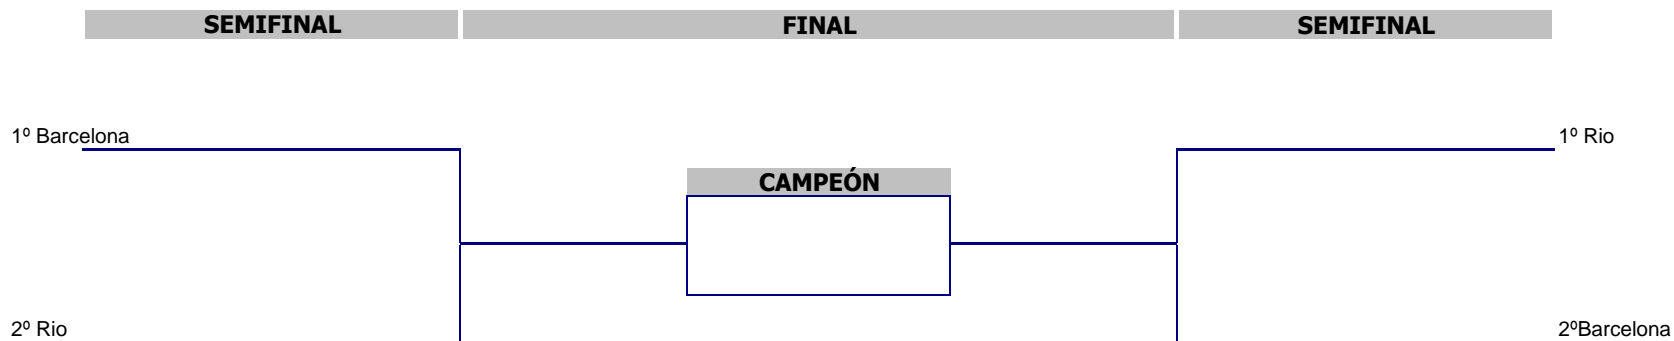 SEMIFINAL FINAL SEMIFINAL
1º Barcelona 1º Rio
CAMPEÓN
2º Rio 2ºBarcelona